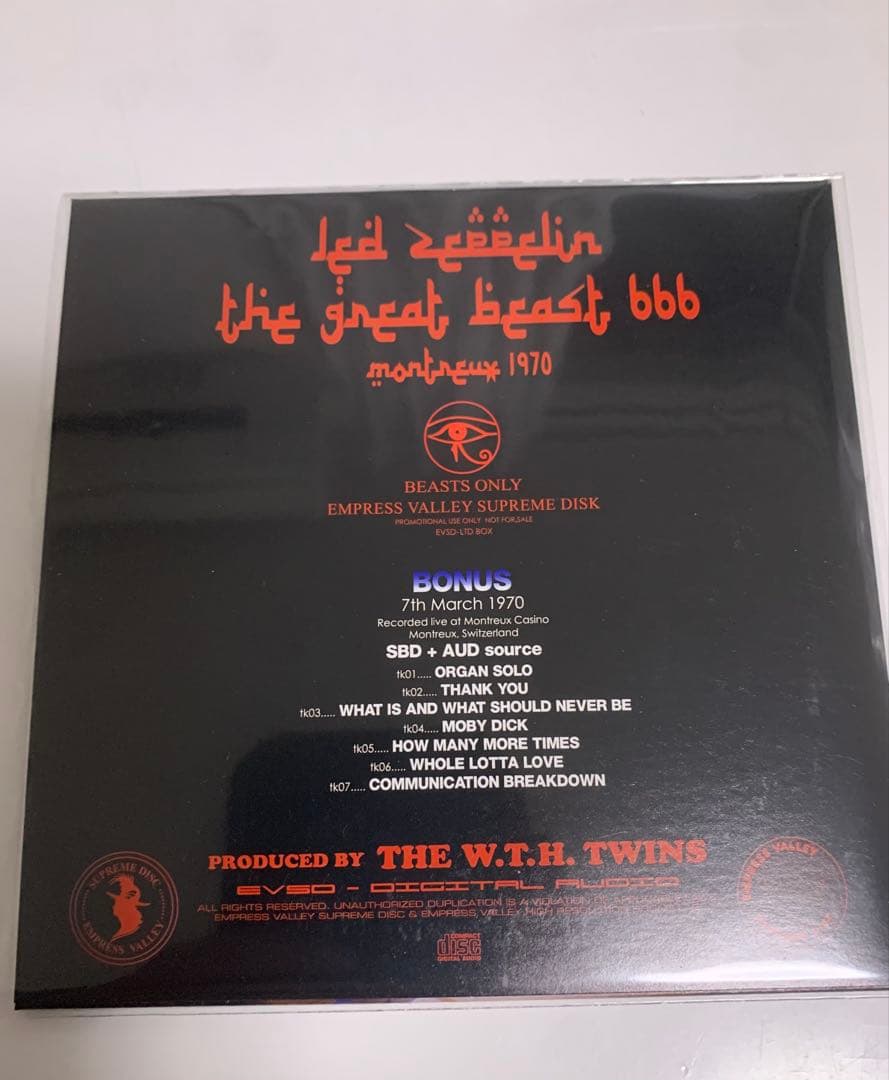 led zeppelin
the great beast 666
montreux 1970
BEASTS ONLY
EMPRESS VALLEY SUPREME DISK
PROMOTIONAL USE ONLY NOT FOR SALE
EVSD-LTD BOX
BONUS
7th March 1970
Recorded live at Montreux Casino
Montreux, Switzerland
SBD + AUD source
tk01..... ORGAN SOLO
tk02..... THANK YOU
tk03..... WHAT IS AND WHAT SHOULD NEVER BE
tk04..... MOBY DICK
tk05..... HOW MANY MORE TIMES
tk06..... WHOLE LOTTA LOVE
tk07..... COMMUNICATION BREAKDOWN
PRODUCED BY THE W.T.H. TWINS
EVSD - DIGITAL AUDIO
ALL RIGHTS RESERVED. UNAUTHORIZED DUPLICATION IS A VIOLATION OF
EMPRESS VALLEY SUPREME DISC & EMPRESS VALLEY HIGH
SUPREME DISC
EMPRESS VALLEY
VALLEY
COMPACT
disc
DIGITAL AUDIO